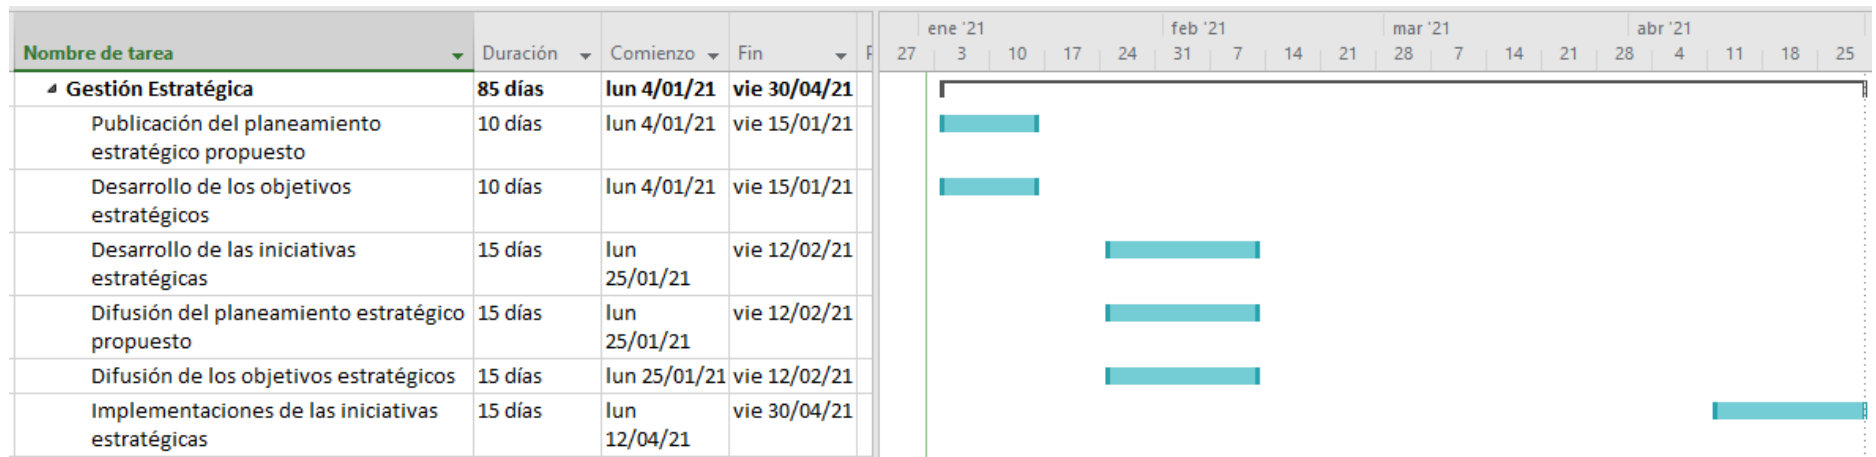 ene '21 feb '21 mar '21 abr '21
Nombre de tarea Duración Comienzo Fin 27 3 10 17 24 31 7 14 21 28 7 14 21 28 4 11 18 25
Gestión Estratégica 85 días lun 4/01/21 vie 30/04/21
Publicación del planeamiento 10 días lun 4/01/21 vie 15/01/21
estratégico propuesto
Desarrollo de los objetivos 10 días lun 4/01/21 vie 15/01/21
estratégicos
Desarrollo de las iniciativas 15 días lun vie 12/02/21
estratégicas 25/01/21
Difusión del planeamiento estratégico 15 días lun vie 12/02/21
propuesto 25/01/21
Difusión de los objetivos estratégicos 15 días lun 25/01/21 vie 12/02/21
Implementaciones de las iniciativas 15 días lun vie 30/04/21
estratégicas 12/04/21